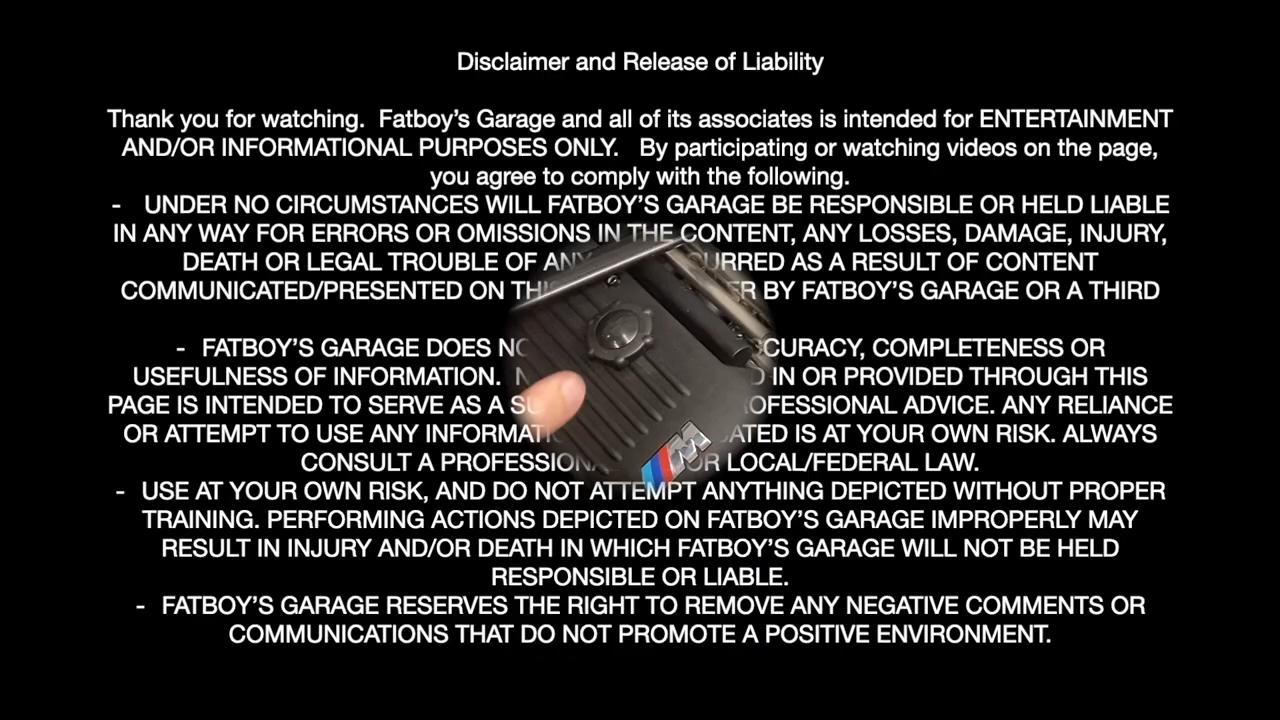 Disclaimer and Release of Liability
Thank you for watching.  Fatboy's Garage and all of its associates is intended for ENTERTAINMENT
AND/OR INFORMATIONAL PURPOSES ONLY.   By participating or watching videos on the page,
you agree to comply with the following.
-   UNDER NO CIRCUMSTANCES WILL FATBOY'S GARAGE BE RESPONSIBLE OR HELD LIABLE
IN ANY WAY FOR ERRORS OR OMISSIONS IN THE CONTENT, ANY LOSSES, DAMAGE, INJURY,
DEATH OR LEGAL TROUBLE OF ANY AS A RESULT OF CONTENT
COMMUNICATED/PRESENTED ON BY FATBOY'S GARAGE OR A THIRD
-   FATBOY'S GARAGE DOES COMPLETENESS OR
USEFULNESS OF INFORMATION. IN OR PROVIDED THROUGH THIS
PAGE IS INTENDED TO SERVE AS A ADVICE. ANY RELIANCE
OR ATTEMPT TO USE ANY IS AT YOUR OWN RISK. ALWAYS
CONSULT A OR LOCAL/FEDERAL LAW.
-   USE AT YOUR OWN RISK, AND DO NOT ATTEMPT ANYTHING DEPICTED WITHOUT PROPER
TRAINING. PERFORMING ACTIONS DEPICTED ON FATBOY'S GARAGE IMPROPERLY MAY
RESULT IN INJURY AND/OR DEATH IN WHICH FATBOY'S GARAGE WILL NOT BE HELD
RESPONSIBLE OR LIABLE.
-   FATBOY'S GARAGE RESERVES THE RIGHT TO REMOVE ANY NEGATIVE COMMENTS OR
COMMUNICATIONS THAT DO NOT PROMOTE A POSITIVE ENVIRONMENT.
M